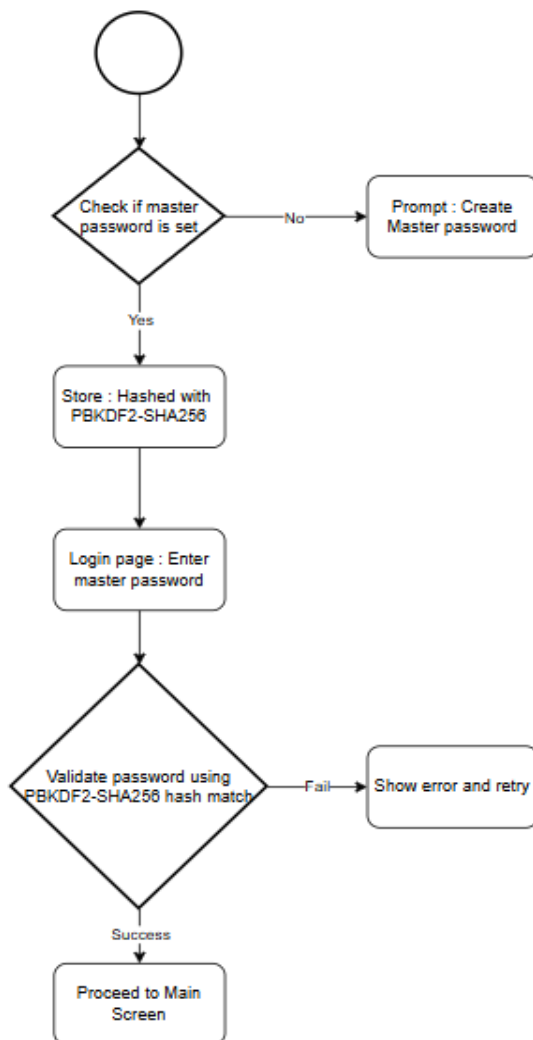 Check if master
password is set
No
Prompt : Create
Master password
Yes
Store : Hashed with
PBKDF2-SHA256
Login page : Enter
master password
Validate password using
PBKDF2-SHA256 hash match
Fail
Show error and retry
Success
Proceed to Main
Screen